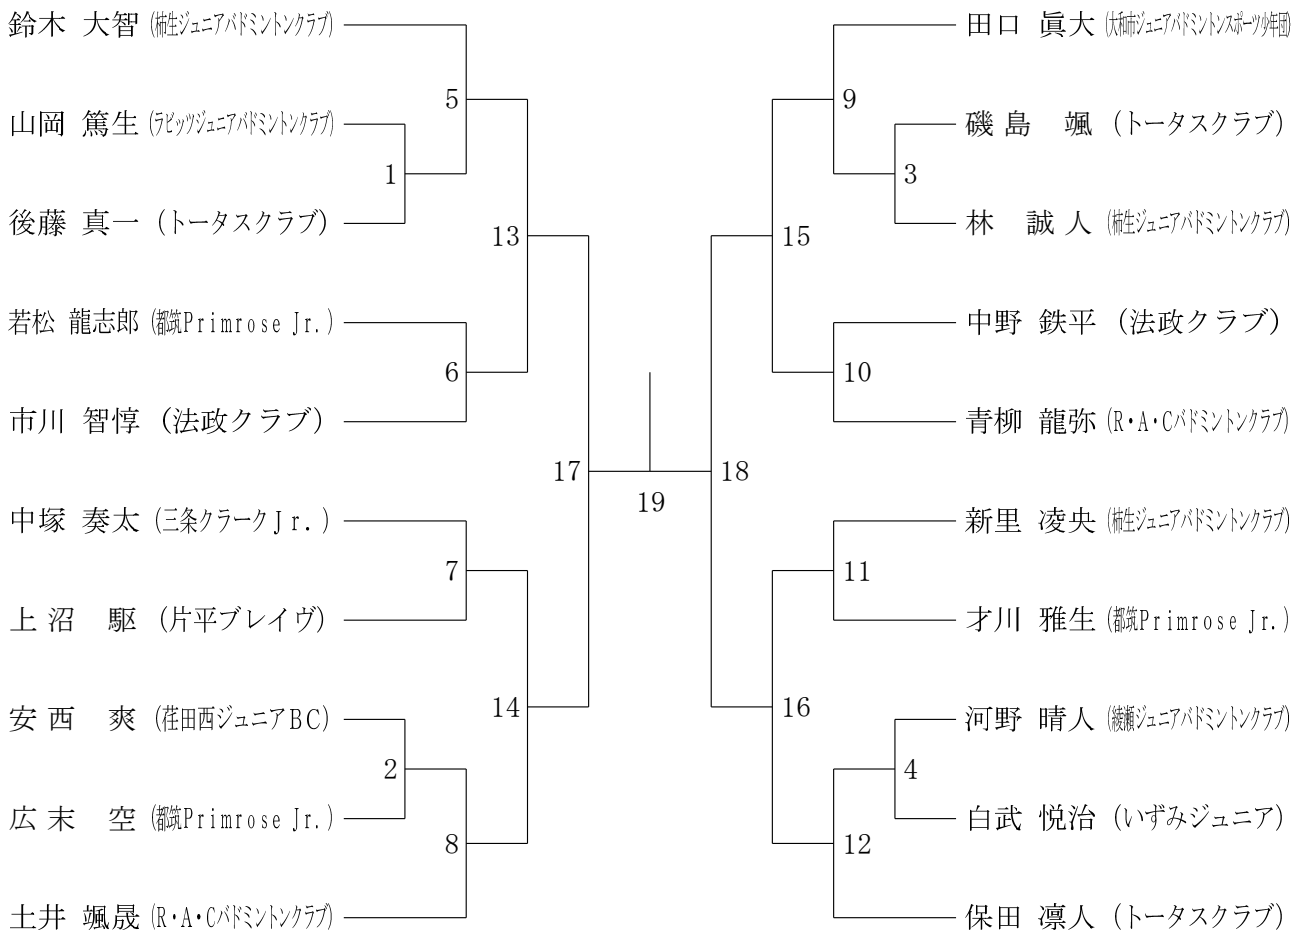 鈴木 大智 (柿生ジュニアバドミントンクラブ)
山岡 篤生 (ラビッツジュニアバドミントンクラブ)
後藤 真一 (トータスクラブ)
若松 龍志郎 (都筑Primrose Jr.)
市川 智惇 (法政クラブ)
中塚 奏太 (三条クラークJr.)
上沼 駆 (片平ブレイヴ)
安西 爽 (荏田西ジュニアBC)
広末 空 (都筑Primrose Jr.)
土井 颯晟 (R・A・Cバドミントンクラブ)
5
1
13
6
17
7
14
2
8
19
9
3
15
10
18
11
16
4
12
田口 眞大 (大和市ジュニアバドミントンスポーツ少年団)
磯島 颯 (トータスクラブ)
林 誠人 (柿生ジュニアバドミントンクラブ)
中野 鉄平 (法政クラブ)
青柳 龍弥 (R・A・Cバドミントンクラブ)
新里 凌央 (柿生ジュニアバドミントンクラブ)
才川 雅生 (都筑Primrose Jr.)
河野 晴人 (綾瀬ジュニアバドミントンクラブ)
白武 悦治 (いずみジュニア)
保田 凛人 (トータスクラブ)